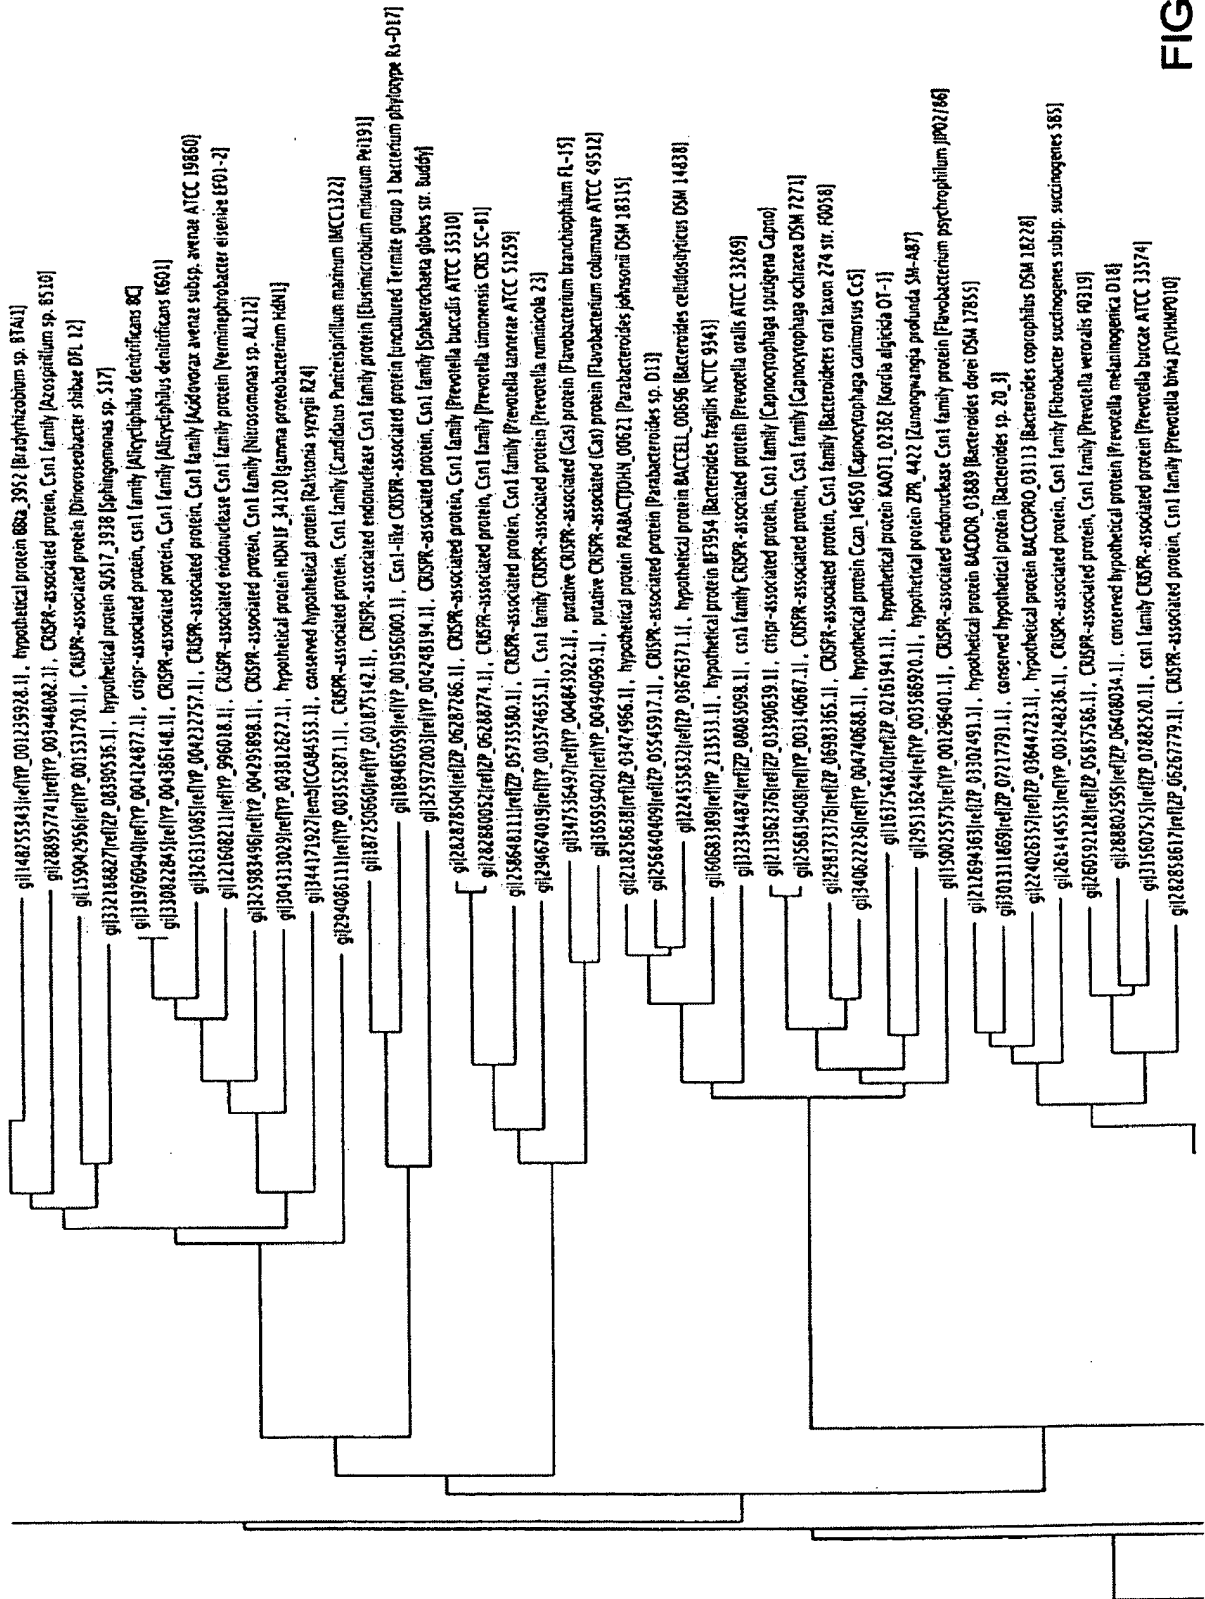 gi|148255343|ref|YP_001235928.1|, hypothetical protein BBta_3952 [Bradyrhizobium sp. BTAi1]
gi|288957741|ref|YP_003448082.1|, CRISPR-associated protein, Csn1 family [Azospirillum sp. B510]
gi|159042956|ref|YP_001531750.1|, CRISPR-associated protein [Dinoroseobacter shibae DFL 12]
gi|332188827|ref|ZP_08390536.1|, hypothetical protein SUS17_3938 [Sphingomonas sp. S17]
gi|319760940|ref|YP_004124877.1|, crispr-associated protein, csn1 family [Alicycliphilus denitrificans BC]
gi|330822845|ref|YP_004386148.1|, CRISPR-associated protein, Csn1 family [Alicycliphilus denitrificans K601]
gi|326315085|ref|YP_004232757.1|, CRISPR-associated protein, Csn1 family [Acidovorax avenae subsp. avenae ATCC 19860]
gi|121608211|ref|YP_996018.1|, CRISPR-associated endonuclease Csn1 family protein [Verminephrobacter eiseniae EF01-2]
gi|325983496|ref|YP_004295898.1|, CRISPR-associated protein, Csn1 family [Nitrosomonas sp. AL212]
gi|304313029|ref|YP_003812627.1|, hypothetical protein HDN1F_34120 [gamma proteobacterium HdN1]
gi|344171927|emb|CCA84553.1|, conserved hypothetical protein [Ralstonia syzygii R24]
gi|294086111|ref|YP_003552871.1|, CRISPR-associated protein, Csn1 family [Candidatus Puniceispirillum marinum IMCC1322]
gi|187250660|ref|YP_001875142.1|, CRISPR-associated endonuclease Csn1 family protein [Elusimicrobium minutum Pei191]
gi|189485059|ref|YP_001956000.1|, Csn1-like CRISPR-associated protein [uncultured Termite group 1 bacterium phylotype Rs-D17]
gi|325972003|ref|YP_004248194.1|, CRISPR-associated protein, Csn1 family [Sphaerochaeta globus str. Buddy]
gi|282878504|ref|ZP_06287286.1|, CRISPR-associated protein, Csn1 family [Prevotella buccalis ATCC 35310]
gi|282880052|ref|ZP_06288774.1|, CRISPR-associated protein, Csn1 family [Prevotella timonensis CRIS 5C-B1]
gi|258648111|ref|ZP_05735580.1|, CRISPR-associated protein, Csn1 family [Prevotella tannerae ATCC 51259]
gi|294674019|ref|YP_003574635.1|, Csn1 family CRISPR-associated protein [Prevotella ruminicola 23]
gi|347536497|ref|YP_004843922.1|, putative CRISPR-associated (Cas) protein [Flavobacterium branchiophilum FL-15]
gi|365959402|ref|YP_004940969.1|, putative CRISPR-associated (Cas) protein [Flavobacterium columnare ATCC 49512]
gi|218258638|ref|ZP_03474966.1|, hypothetical protein PRABACTJOHN_00621 [Parabacteroides johnsonii DSM 18315]
gi|256840409|ref|ZP_05545917.1|, CRISPR-associated protein [Parabacteroides sp. D13]
gi|224535832|ref|ZP_03676371.1|, hypothetical protein BACCELL_00696 [Bacteroides cellulosilyticus DSM 14838]
gi|60683389|ref|YP_213533.1|, hypothetical protein BF3954 [Bacteroides fragilis NCTC 9343]
gi|323344874|ref|ZP_08085098.1|, csn1 family CRISPR-associated protein [Prevotella oralis ATCC 33269]
gi|213962376|ref|ZP_03390639.1|, crispr-associated protein, Csn1 family [Capnocytophaga sputigena Capno]
gi|256819408|ref|YP_003140687.1|, CRISPR-associated protein, Csn1 family [Capnocytophaga ochracea DSM 7271]
gi|298373376|ref|ZP_06983365.1|, CRISPR-associated protein, Csn1 family [Bacteroidetes oral taxon 274 str. F0058]
gi|340622236|ref|YP_004740688.1|, hypothetical protein Ccan_14650 [Capnocytophaga canimorsus Cc5]
gi|163754820|ref|ZP_02161941.1|, hypothetical protein KAOT1_02362 [Kordia algicida OT-1]
gi|295136244|ref|YP_003586920.1|, hypothetical protein ZPR_4422 [Zunongwangia profunda SM-A87]
gi|150025575|ref|YP_001296401.1|, CRISPR-associated endonuclease Csn1 family protein [Flavobacterium psychrophilum JIP02/86]
gi|212694363|ref|ZP_03302491.1|, hypothetical protein BACDOR_03889 [Bacteroides dorei DSM 17855]
gi|301311869|ref|ZP_07217791.1|, conserved hypothetical protein [Bacteroides sp. 20_3]
gi|224026357|ref|ZP_03644723.1|, hypothetical protein BACCOPRO_03113 [Bacteroides coprophilus DSM 18228]
gi|261414553|ref|YP_003248236.1|, CRISPR-associated protein, Csn1 family [Fibrobacter succinogenes subsp. succinogenes S85]
gi|260592128|ref|ZP_05857586.1|, CRISPR-associated protein, Csn1 family [Prevotella veroralis F0319]
gi|288802595|ref|ZP_06408034.1|, conserved hypothetical protein [Prevotella melaninogenica D18]
gi|315607525|ref|ZP_07882520.1|, csn1 family CRISPR-associated protein [Prevotella buccae ATCC 33574]
gi|282858617|ref|ZP_06267779.1|, CRISPR-associated protein, Csn1 family [Prevotella bivia JCVIHMP010]
FIG